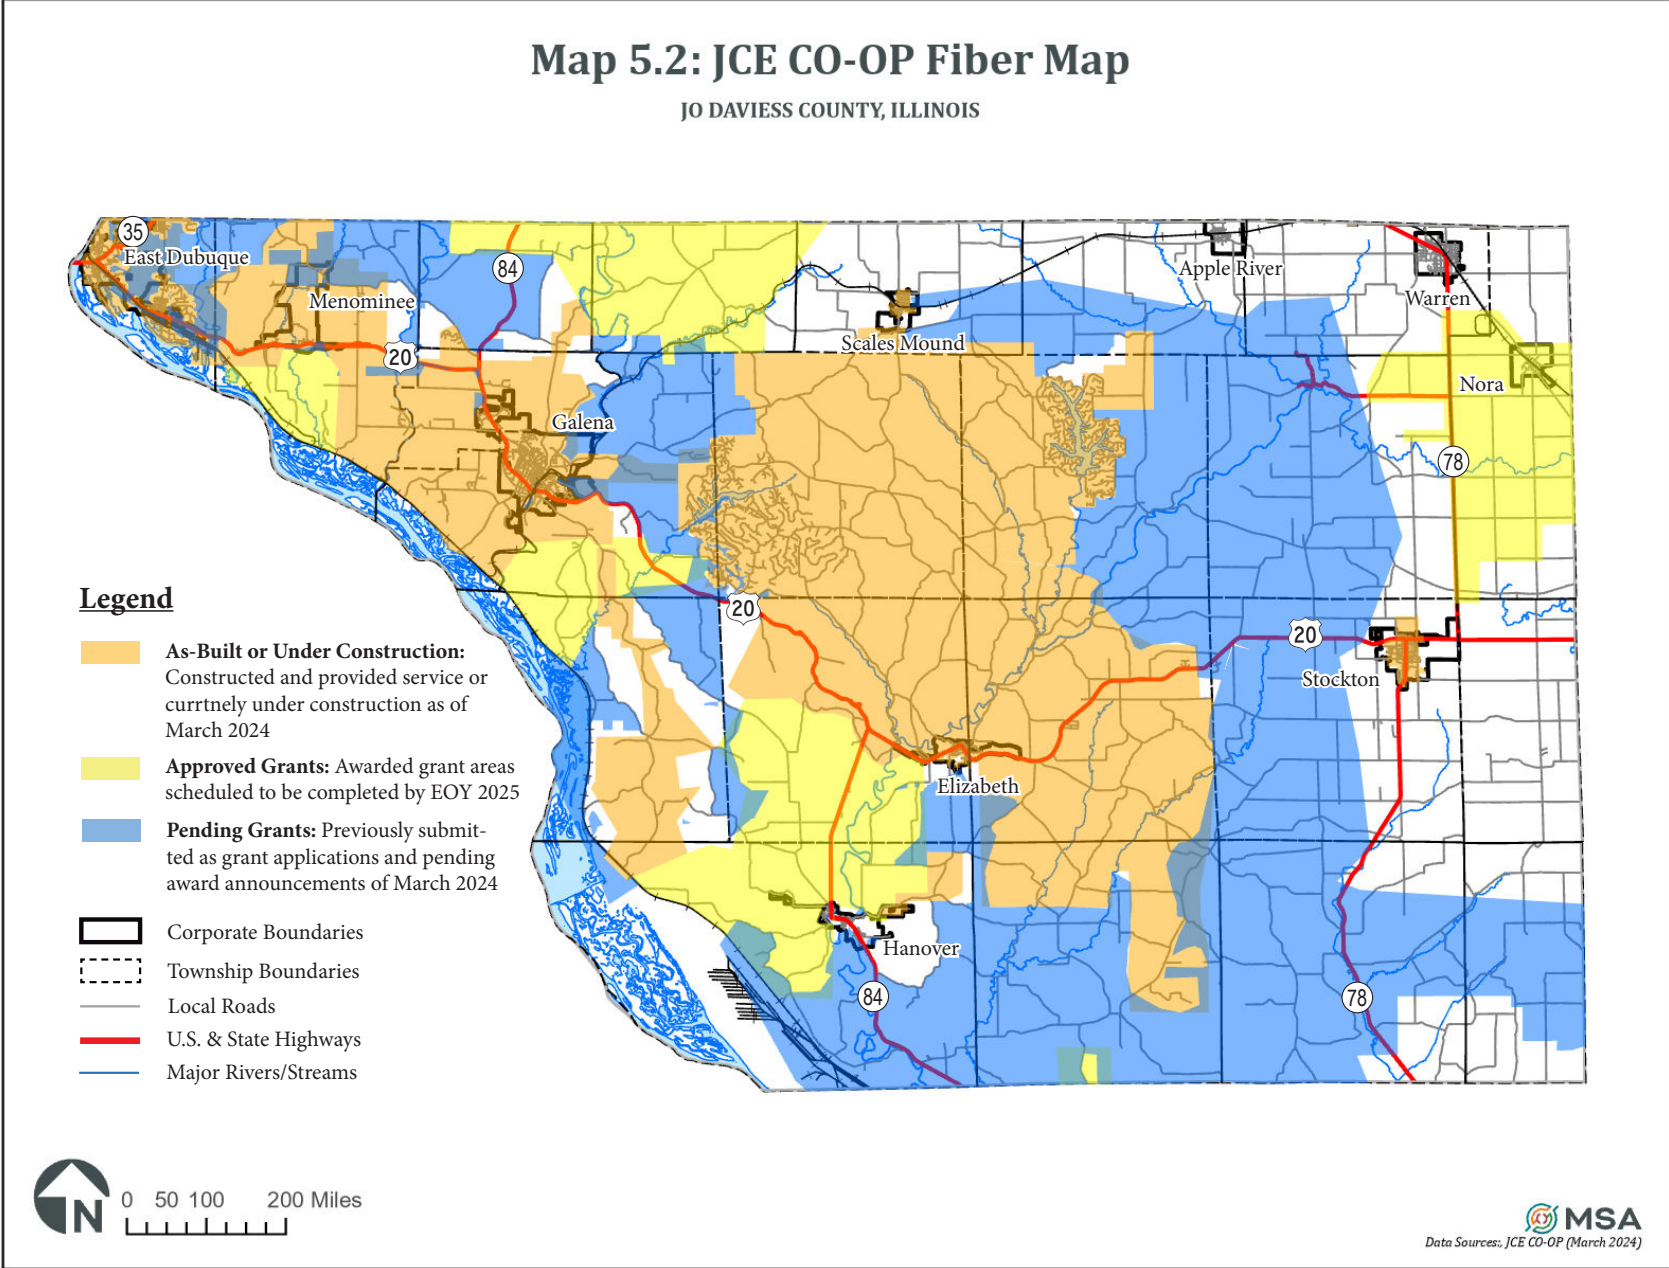 Map 5.2: JCE CO-OP Fiber Map
JO DAVIESS COUNTY, ILLINOIS
35
East Dubuque
84
Menominee
20
Apple River
Warren
Scales Mound
Nora
Galena
78
20
20
Stockton
Elizabeth
Hanover
84
78
Legend
As-Built or Under Construction:
Constructed and provided service or
currtnely under construction as of
March 2024
Approved Grants: Awarded grant areas
scheduled to be completed by EOY 2025
Pending Grants: Previously submit-
ted as grant applications and pending
award announcements of March 2024
Corporate Boundaries
Township Boundaries
Local Roads
U.S. & State Highways
Major Rivers/Streams
N
0 50 100 200 Miles
MSA
Data Sources:, JCE CO-OP (March 2024)